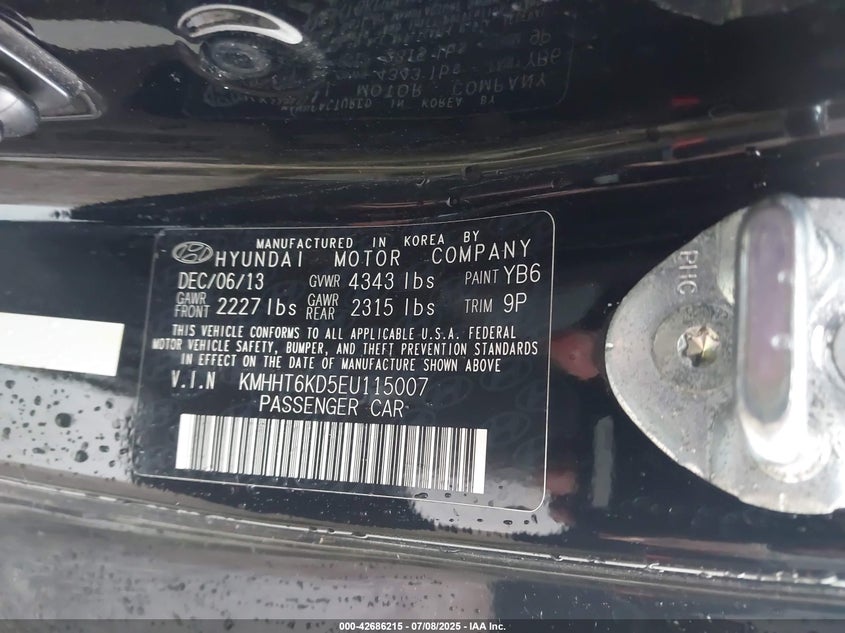 MANUFACTURED IN KOREA BY
HYUNDAI MOTOR COMPANY
DEC/06/13 GVWR 4343 lbs PAINT YB6
GAWR FRONT 2227 lbs GAWR REAR 2315 lbs TRIM 9P
THIS VEHICLE CONFORMS TO ALL APPLICABLE U.S.A. FEDERAL
MOTOR VEHICLE SAFETY, BUMPER, AND THEFT PREVENTION STANDARDS
IN EFFECT ON THE DATE OF MANUFACTURE SHOWN ABOVE
V.I.N KMHHT6KD5EU115007
PASSENGER CAR
PHC
000-42686215 - 07/08/2025 - IAA Inc.